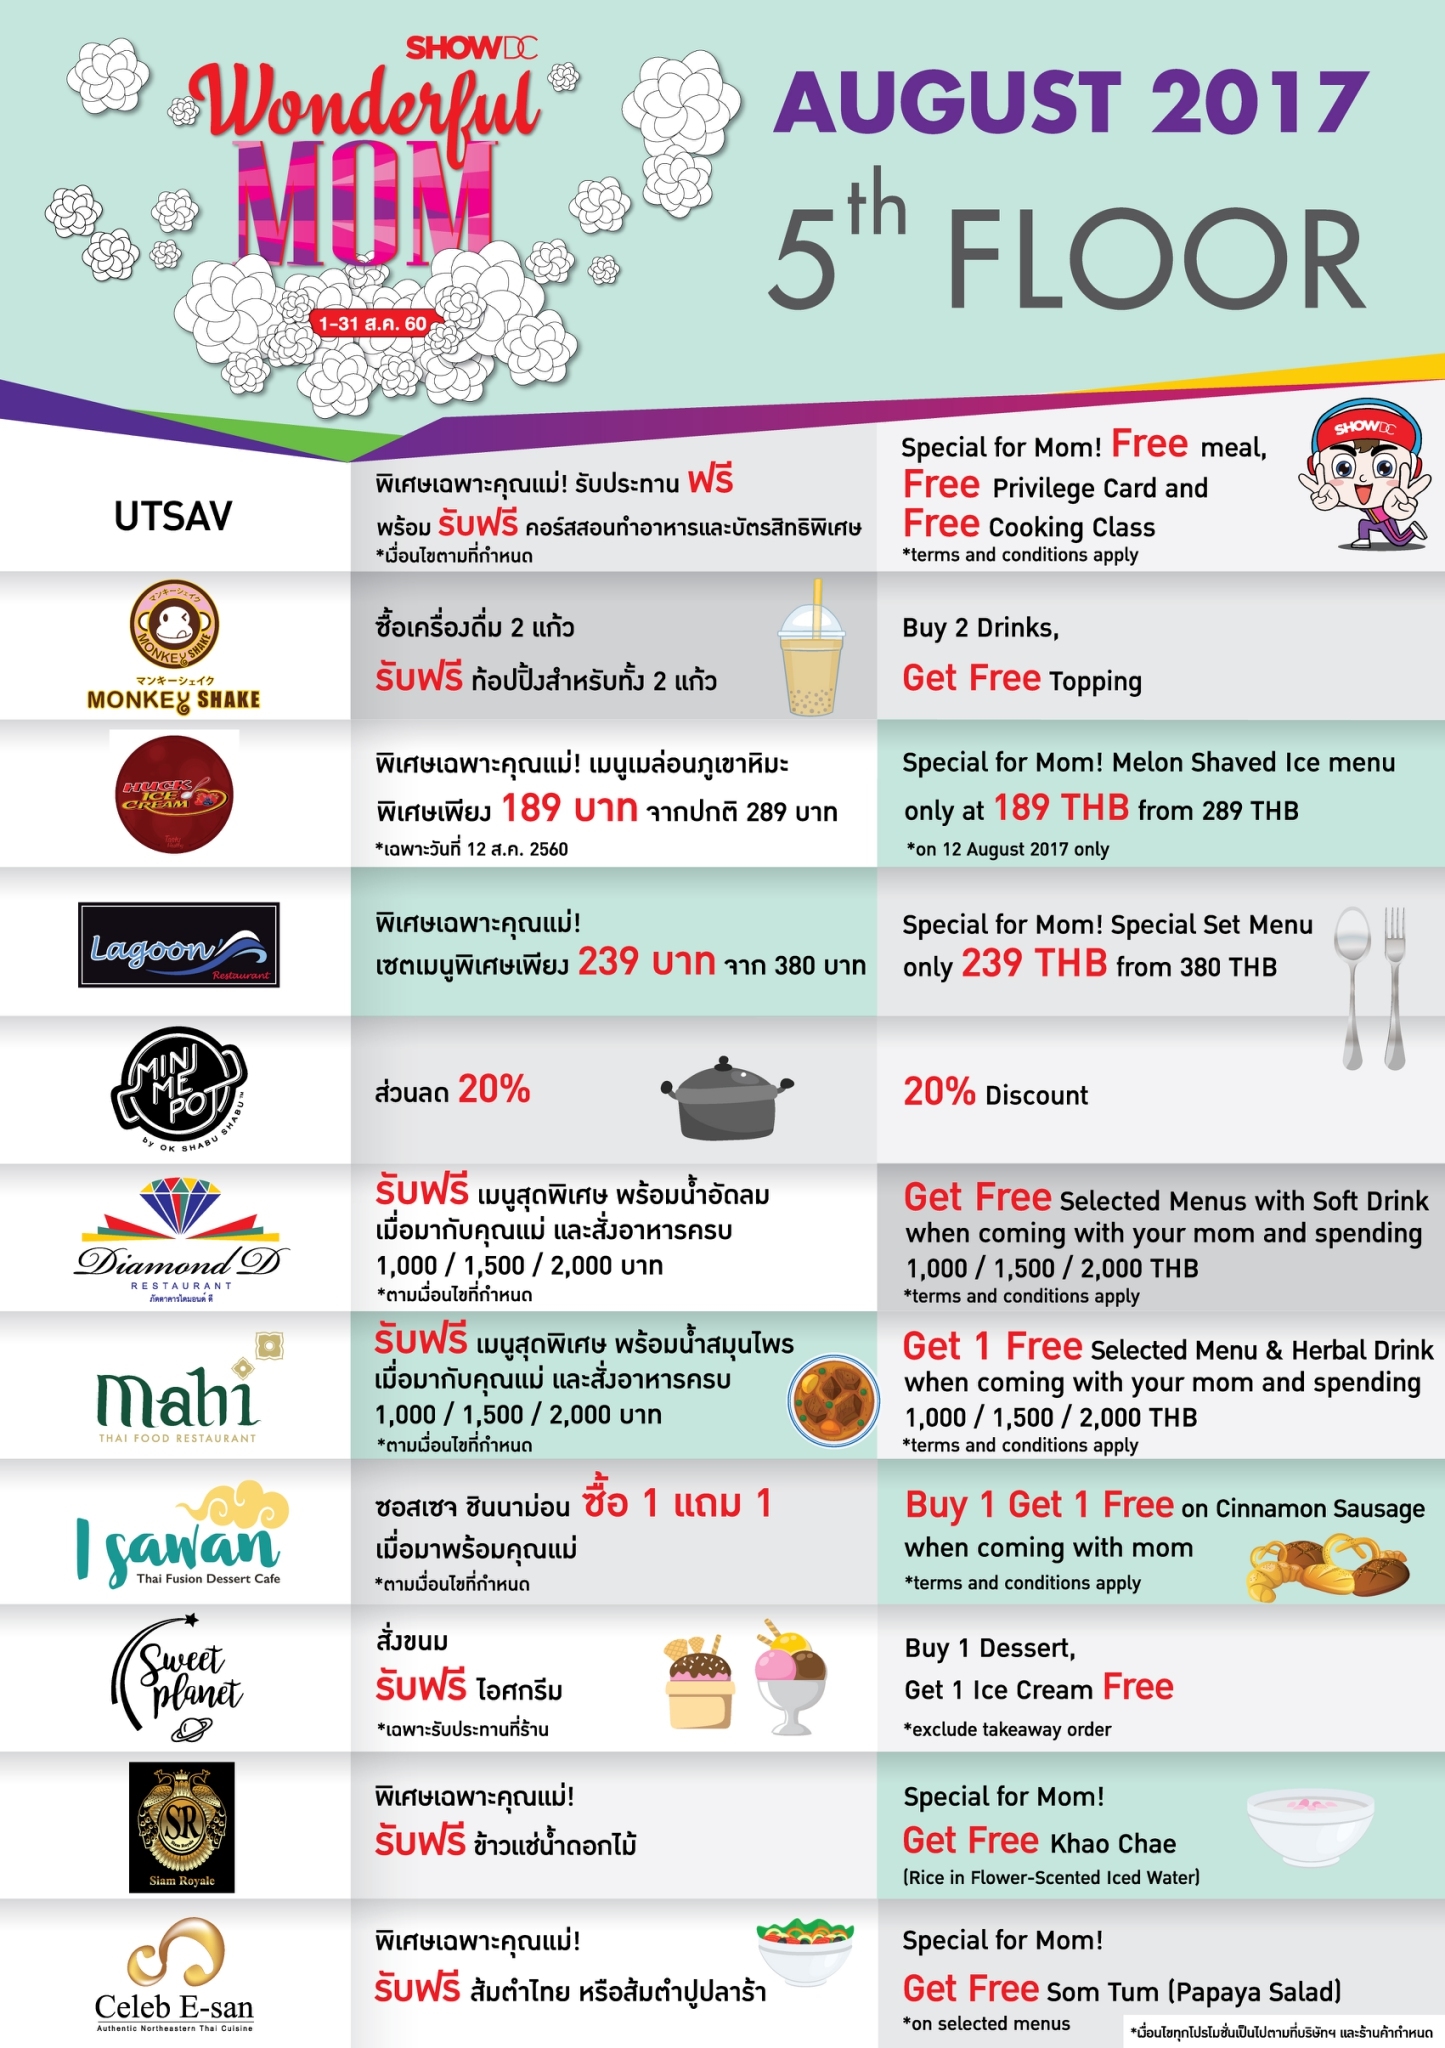 SHOWDC
Wonderful
MOM
1-31 ส.ค. 60
AUGUST 2017
5th FLOOR
UTSAV
พิเศษเฉพาะคุณแม่! รับประทาน ฟรี
พร้อม รับฟรี คอร์สสอนทำอาหารและบัตรสิทธิพิเศษ
*เงื่อนไขตามที่กำหนด
Special for Mom! Free meal,
Free Privilege Card and
Free Cooking Class
*terms and conditions apply
SHOWDC
マンキーシェイク
MONKEY SHAKE
マンキーシェイク
MONKEY SHAKE
ซื้อเครื่องดื่ม 2 แก้ว
รับฟรี ท้อปปิ้งสำหรับทั้ง 2 แก้ว
Buy 2 Drinks,
Get Free Topping
HUCK
ICE
CREAM
พิเศษเฉพาะคุณแม่! เมนูเมล่อนภูเขาหิมะ
พิเศษเพียง 189 บาท จากปกติ 289 บาท
*เฉพาะวันที่ 12 ส.ค. 2560
Special for Mom! Melon Shaved Ice menu
only at 189 THB from 289 THB
*on 12 August 2017 only
Lagoon
Restaurant
พิเศษเฉพาะคุณแม่!
เซตเมนูพิเศษเพียง 239 บาท จาก 380 บาท
Special for Mom! Special Set Menu
only 239 THB from 380 THB
MINI
ME
POT
by OK SHABU SHABU™
ส่วนลด 20%
20% Discount
Diamond D
RESTAURANT
ภัตตาคารไดมอนด์ ดี
รับฟรี เมนูสุดพิเศษ พร้อมน้ำอัดลม
เมื่อมากับคุณแม่ และสั่งอาหารครบ
1,000 / 1,500 / 2,000 บาท
*ตามเงื่อนไขที่กำหนด
Get Free Selected Menus with Soft Drink
when coming with your mom and spending
1,000 / 1,500 / 2,000 THB
*terms and conditions apply
mahi
THAI FOOD RESTAURANT
รับฟรี เมนูสุดพิเศษ พร้อมน้ำสมุนไพร
เมื่อมากับคุณแม่ และสั่งอาหารครบ
1,000 / 1,500 / 2,000 บาท
*ตามเงื่อนไขที่กำหนด
Get 1 Free Selected Menu & Herbal Drink
when coming with your mom and spending
1,000 / 1,500 / 2,000 THB
*terms and conditions apply
I sawan
Thai Fusion Dessert Cafe
ซอสเซจ ชินนาม่อน ซื้อ 1 แถม 1
เมื่อมาพร้อมคุณแม่
*ตามเงื่อนไขที่กำหนด
Buy 1 Get 1 Free on Cinnamon Sausage
when coming with mom
*terms and conditions apply
Sweet
planet
สั่งขนม
รับฟรี ไอศกรีม
*เฉพาะรับประทานที่ร้าน
Buy 1 Dessert,
Get 1 Ice Cream Free
*exclude takeaway order
SR
Siam Royale
Siam Royale
พิเศษเฉพาะคุณแม่!
รับฟรี ข้าวแช่น้ำดอกไม้
Special for Mom!
Get Free Khao Chae
(Rice in Flower-Scented Iced Water)
Celeb E-san
Authentic Northeastern Thai Cuisine
พิเศษเฉพาะคุณแม่!
รับฟรี ส้มตำไทย หรือส้มตำปูปลาร้า
Special for Mom!
Get Free Som Tum (Papaya Salad)
*on selected menus
*เงื่อนไขทุกโปรโมชั่นเป็นไปตามที่บริษัทฯ และร้านค้ากำหนด